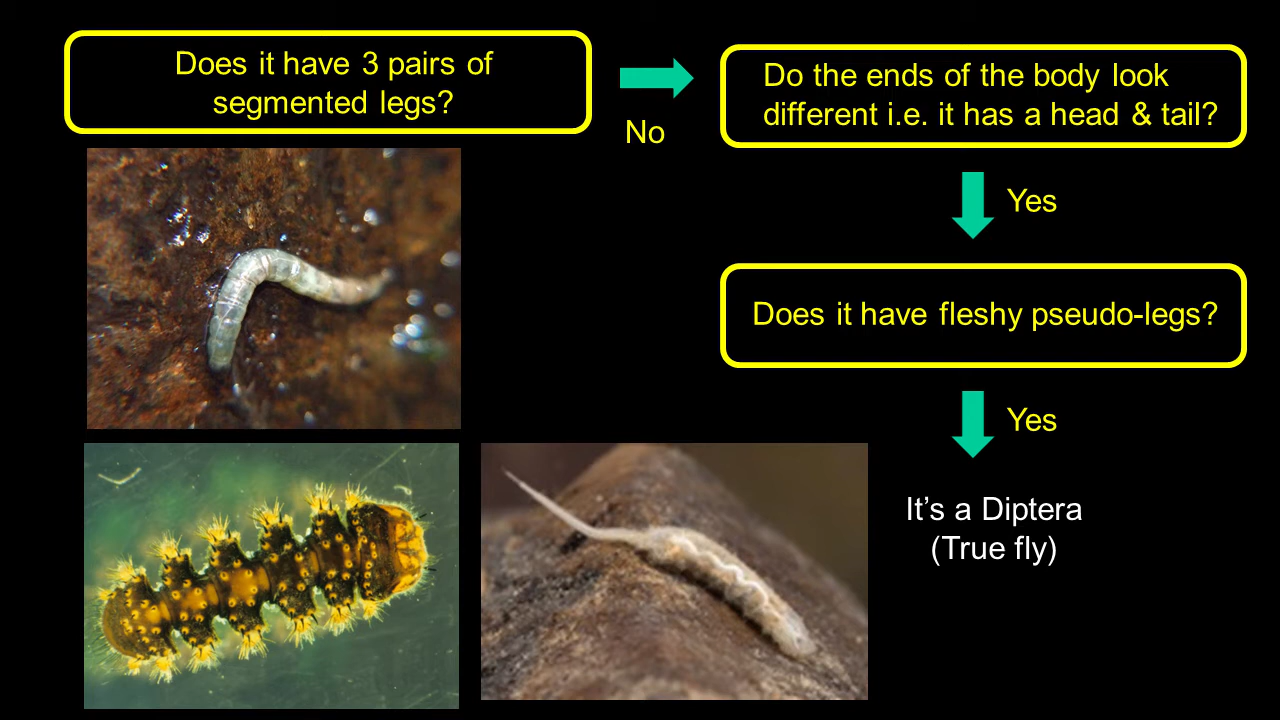 Does it have 3 pairs of
segmented legs?
No
Do the ends of the body look
different i.e. it has a head & tail?
Yes
Does it have fleshy pseudo-legs?
Yes
It’s a Diptera
(True fly)